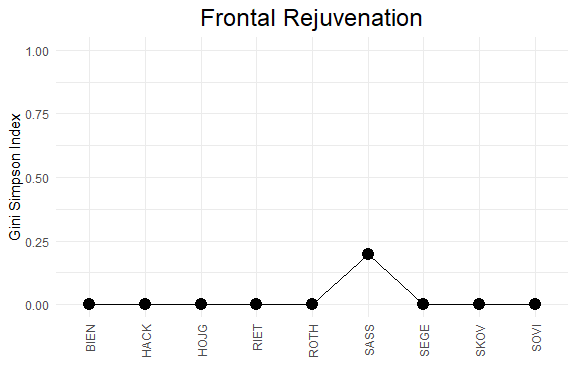 Frontal Rejuvenation
Gini Simpson Index
1.00
0.75
0.50
0.25
0.00
BIEN
HACK
HOJG
RIET
ROTH
SASS
SEGE
SKOV
SOVI